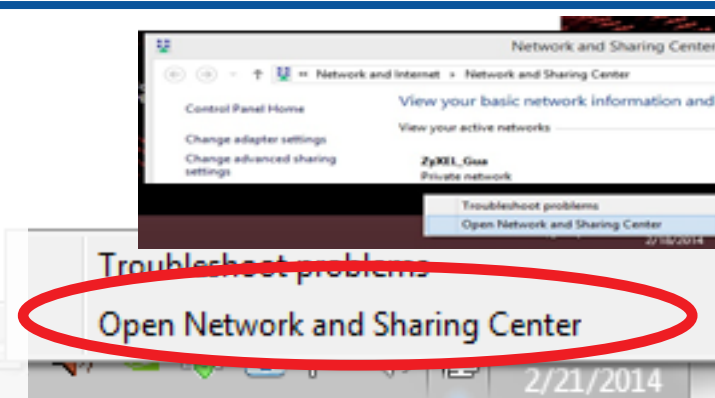 Network and Sharing Center
Network and Internet > Network and Sharing Center
Control Panel Home
View your basic network information and
Change adapter settings
View your active networks
Change advanced sharing
settings
ZyXEL_Gua
Private network
Troubleshoot problems
Open Network and Sharing Center
2/18/2014
Troubleshoot problems
Open Network and Sharing Center
2/21/2014